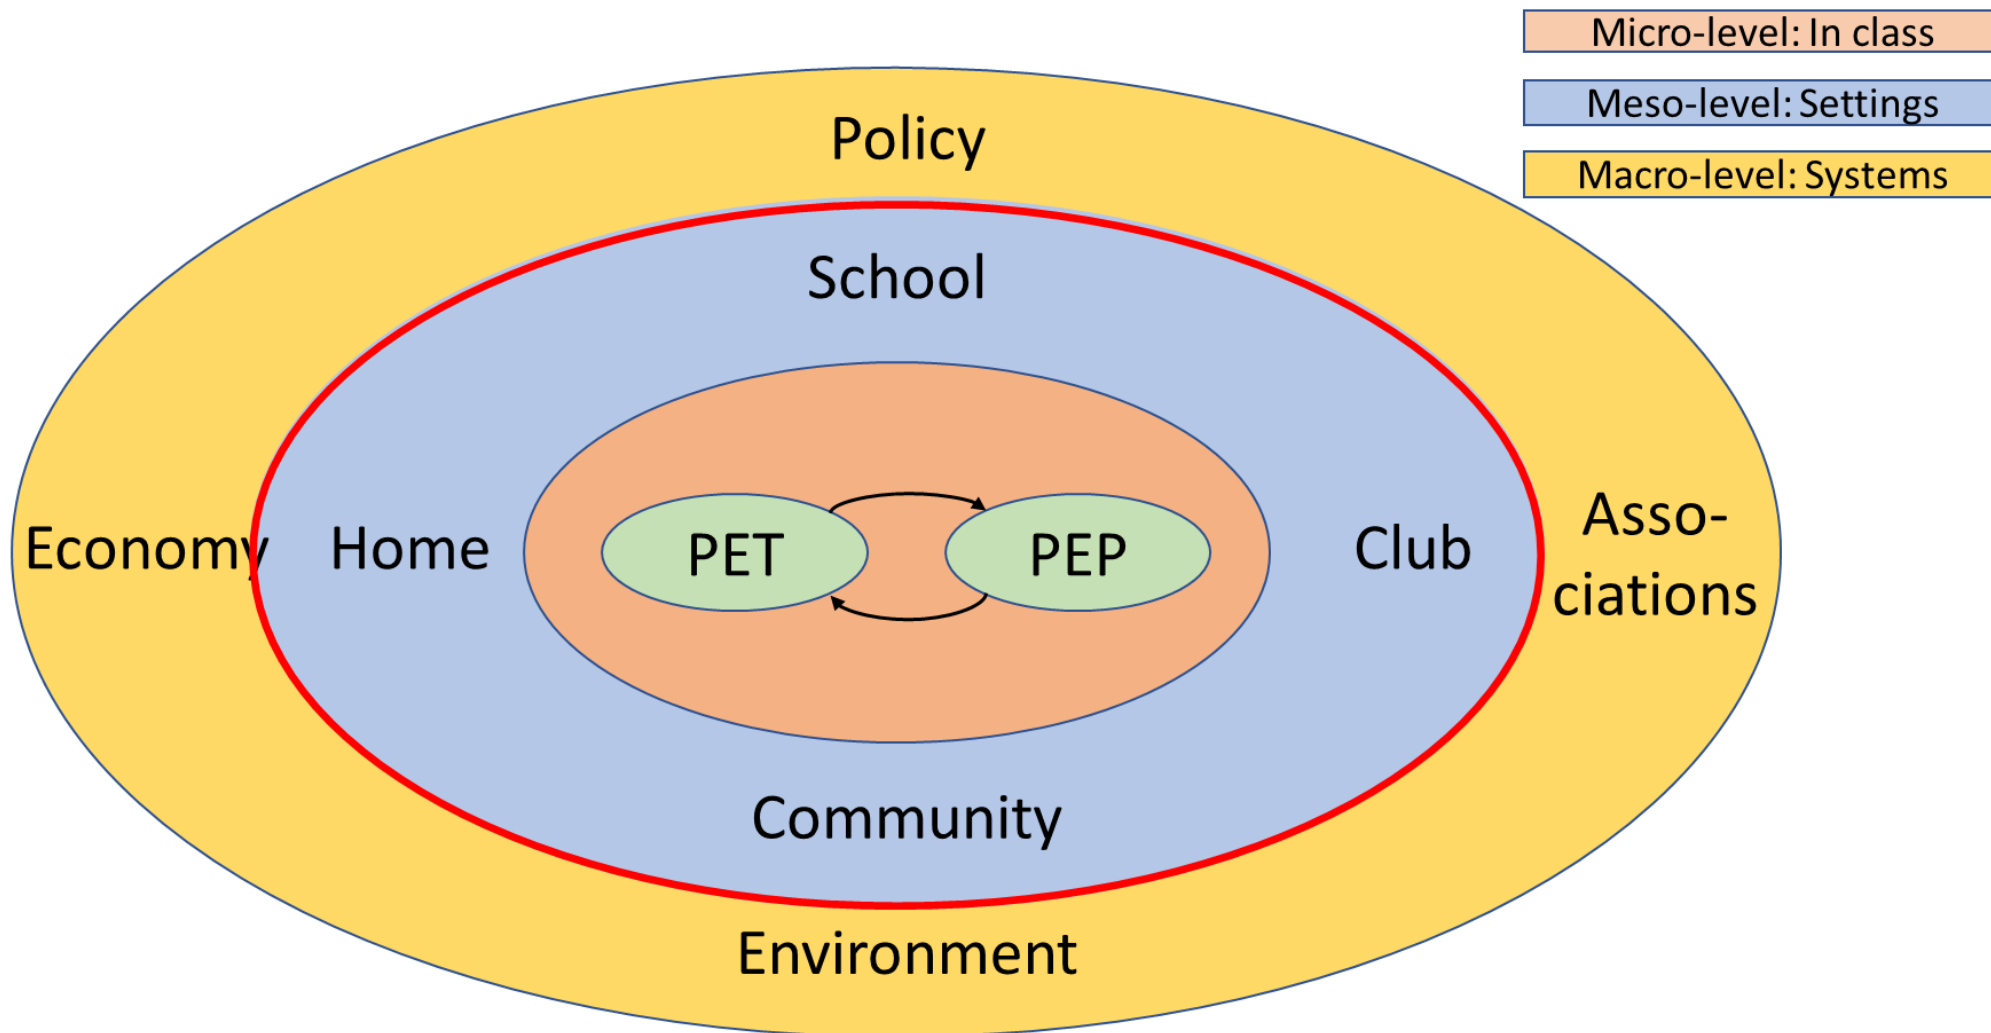 Micro-level: In class
Meso-level: Settings
Macro-level: Systems
Policy
School
Economy
Home
PET
PEP
Club
Asso-
ciations
Community
Environment